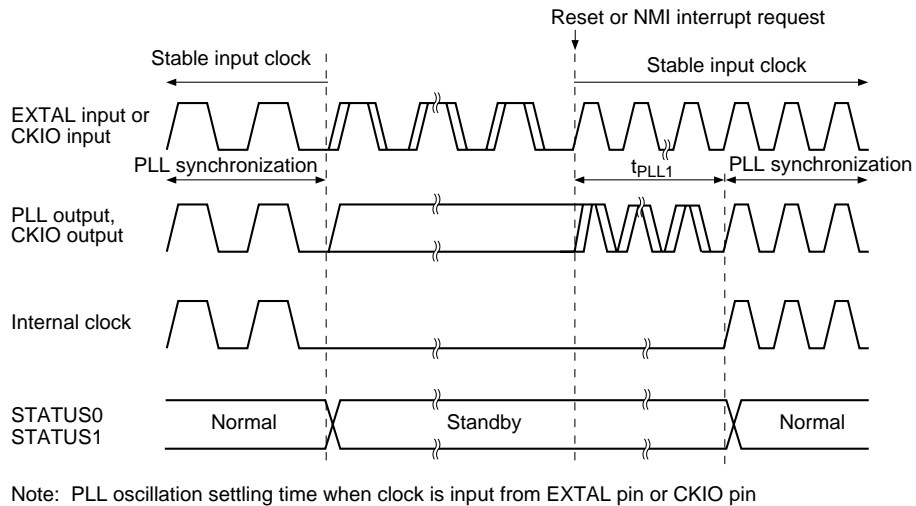 Reset or NMI interrupt request
Stable input clock
Stable input clock
EXTAL input or
CKIO input
PLL synchronization
tPLL1
PLL synchronization
PLL output,
CKIO output
Internal clock
STATUS0
STATUS1
Normal
Standby
Normal
Note: PLL oscillation settling time when clock is input from EXTAL pin or CKIO pin